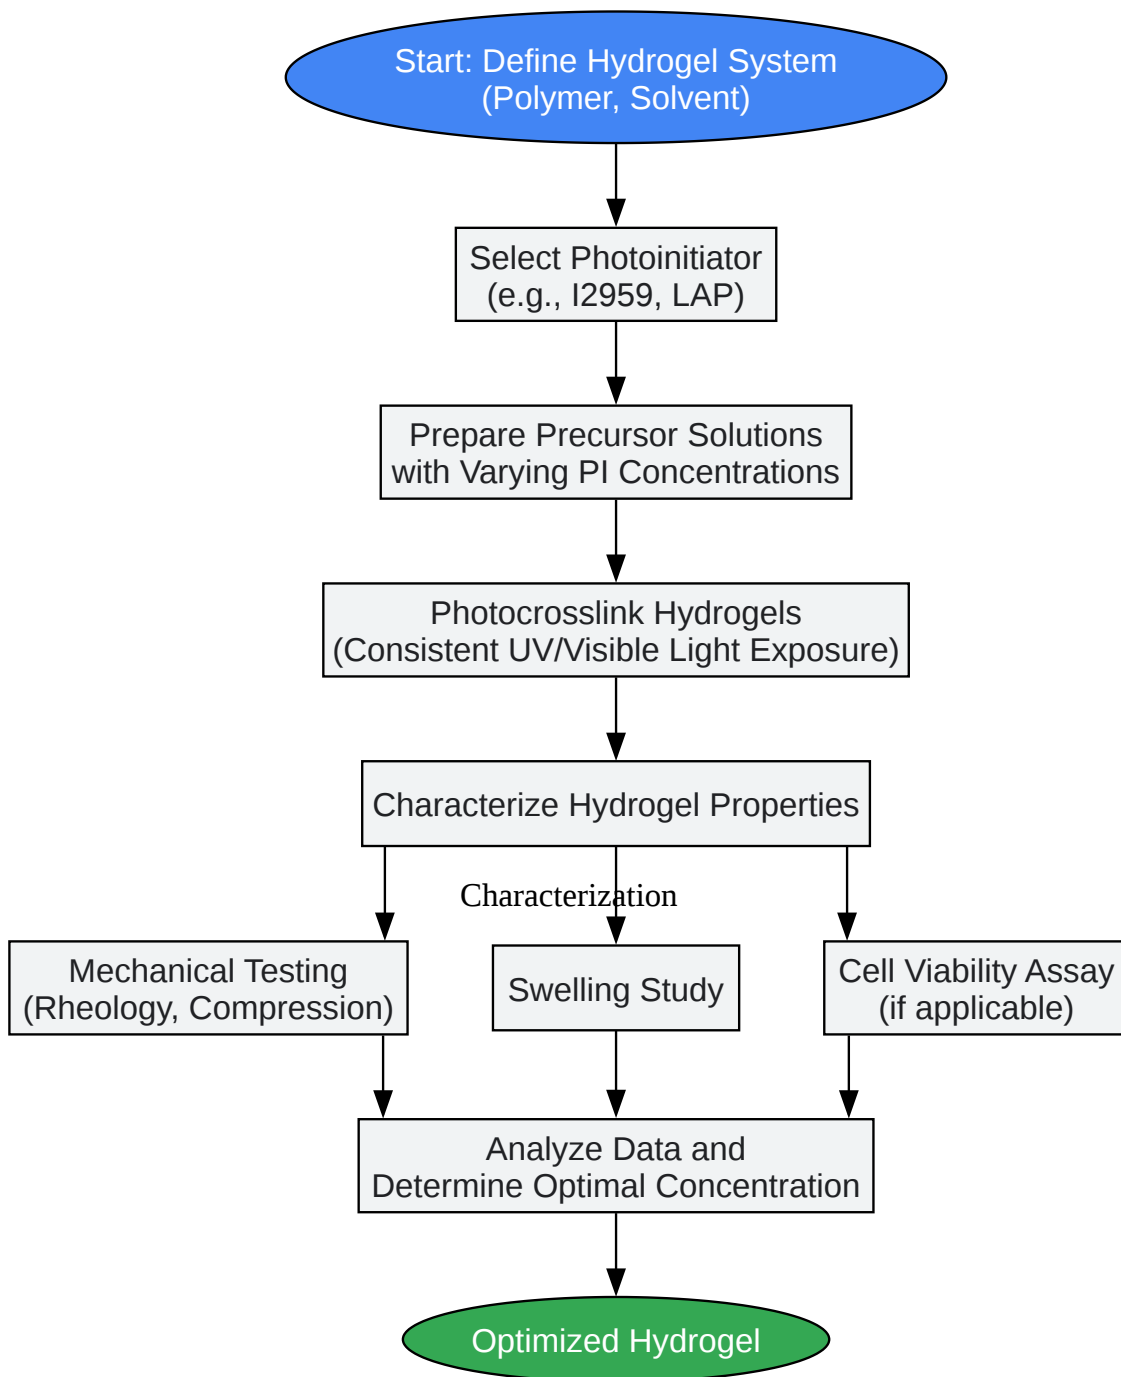 Start: Define Hydrogel System
(Polymer, Solvent)
Select Photoinitiator
(e.g., I2959, LAP)
Prepare Precursor Solutions
with Varying PI Concentrations
Photocrosslink Hydrogels
(Consistent UV/Visible Light Exposure)
Characterize Hydrogel Properties
Characterization
Mechanical Testing
(Rheology, Compression)
Swelling Study
Cell Viability Assay
(if applicable)
Analyze Data and
Determine Optimal Concentration
Optimized Hydrogel